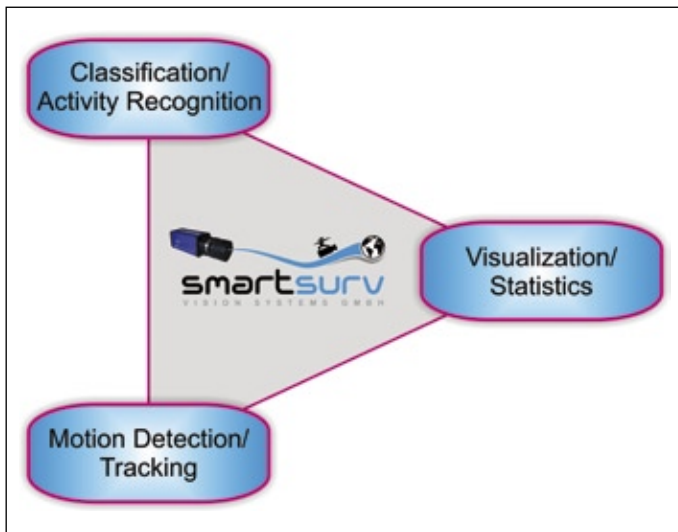 Classification/
Activity Recognition
smartsurv
VISION SYSTEMS GMBH
Visualization/
Statistics
Motion Detection/
Tracking